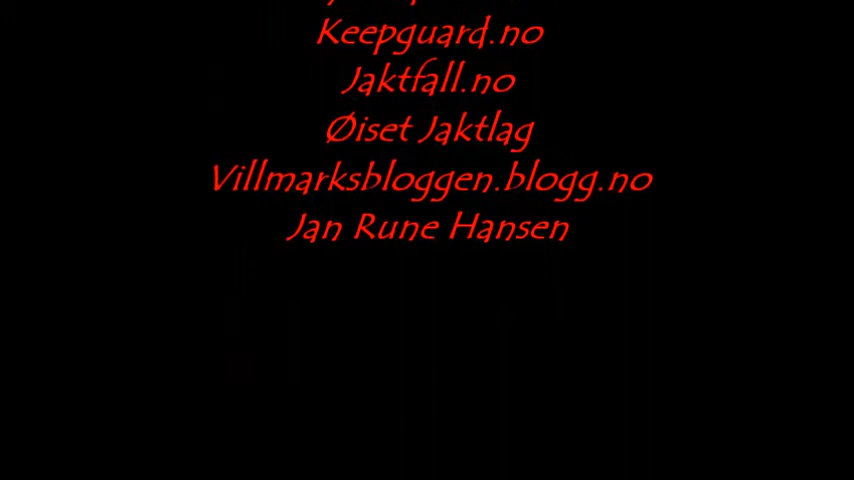 Keepguard.no
Jaktfall.no
Øiset Jaktlag
Villmarksbloggen.blogg.no
Jan Rune Hansen